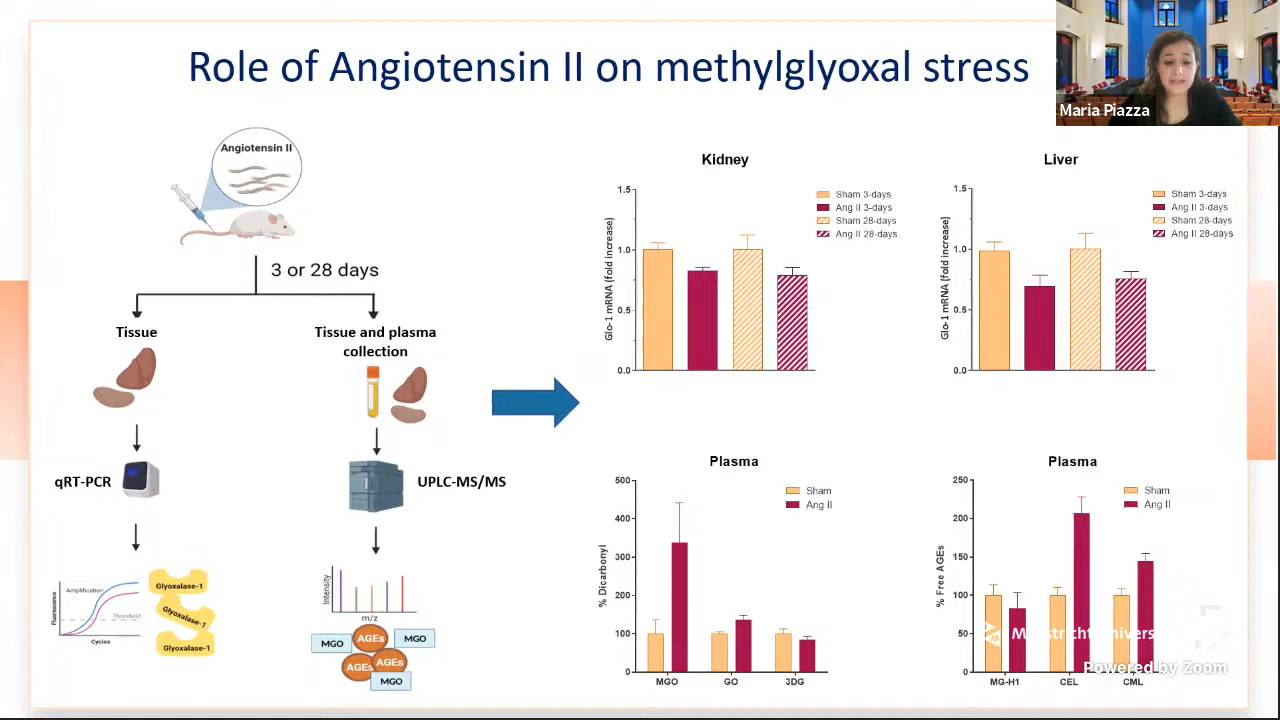 Role of Angiotensin II on methylglyoxal stress
Maria Piazza
Angiotensin II
3 or 28 days
Tissue
Tissue and plasma
collection
qRT-PCR
UPLC-MS/MS
Fluorescence
Amplification
Threshold
Cycles
Glyoxalase-1
Glyoxalase-1
Glyoxalase-1
Intensity
m/z
MGO
AGEs
MGO
AGEs
AGEs
MGO
Kidney
Glo-1 mRNA (fold increase)
1.5
1.0
0.5
0.0
Sham 3-days
Ang II 3-days
Sham 28-days
Ang II 28-days
Liver
Glo-1 mRNA (fold increase)
1.5
1.0
0.5
0.0
Sham 3-days
Ang II 3-days
Sham 28-days
Ang II 28-days
Plasma
% Dicarbonyl
500
400
300
200
100
0
MGO GO 3DG
Sham
Ang II
Plasma
% Free AGEs
250
200
150
100
50
0
MG-H1 CEL CML
Sham
Ang II
Powered by Zoom